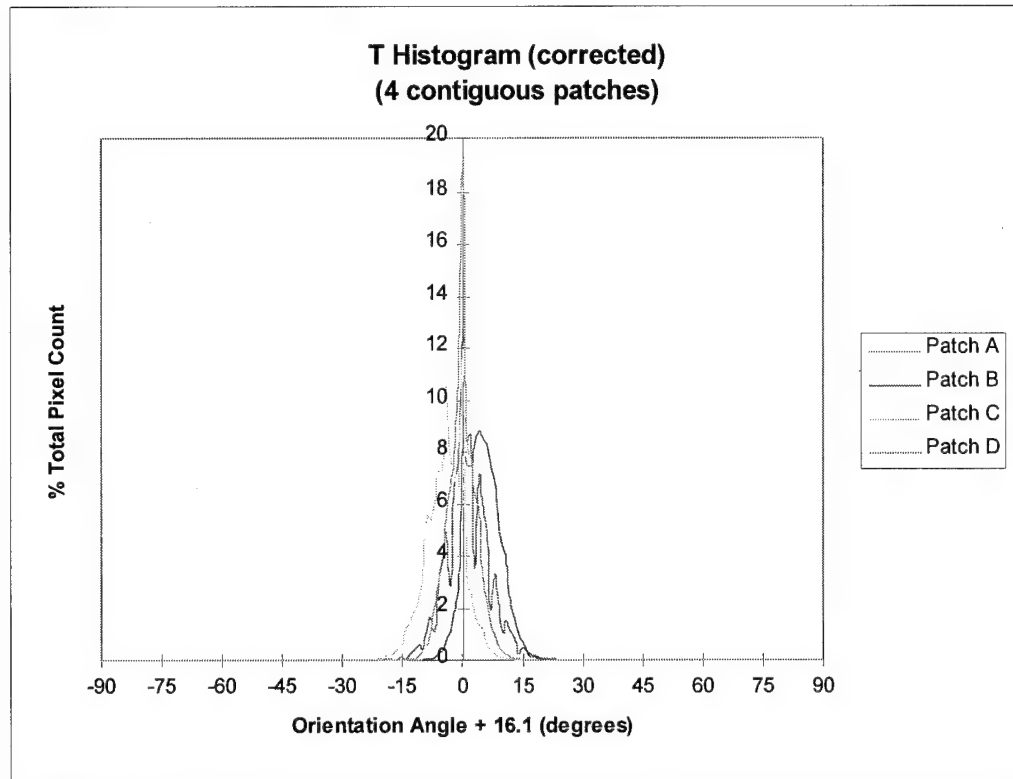 T Histogram (corrected)
(4 contiguous patches)
% Total Pixel Count
20
18
16
14
12
10
8
6
4
2
0
-90 -75 -60 -45 -30 -15 0 15 30 45 60 75 90
Orientation Angle + 16.1 (degrees)
Patch A
Patch B
Patch C
Patch D